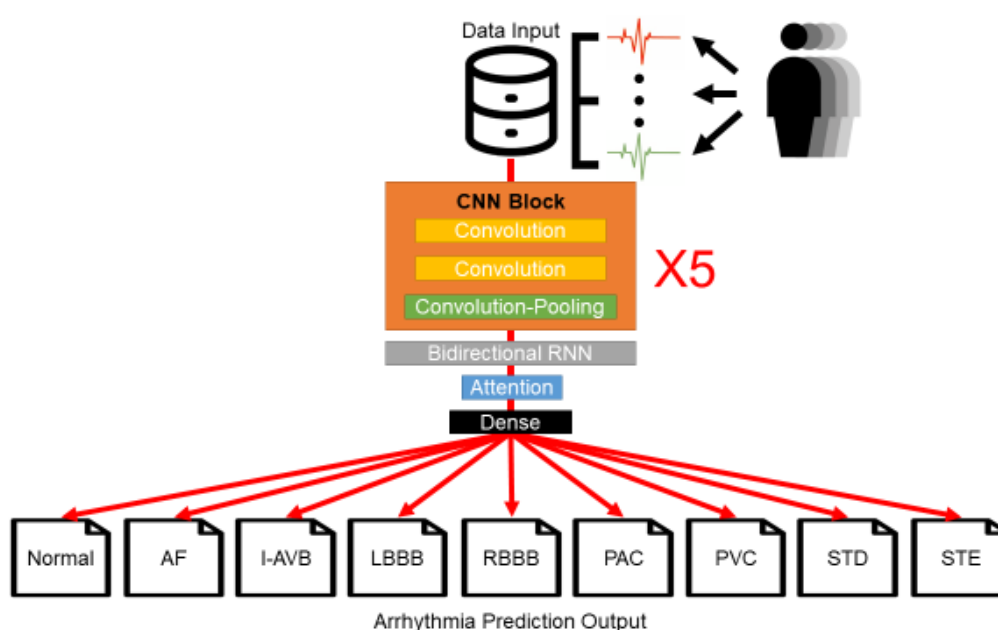 Data Input
CNN Block
Convolution
Convolution
Convolution-Pooling
X5
Bidirectional RNN
Attention
Dense
Normal
AF
I-AVB
LBBB
RBBB
PAC
PVC
STD
STE
Arrhythmia Prediction Output